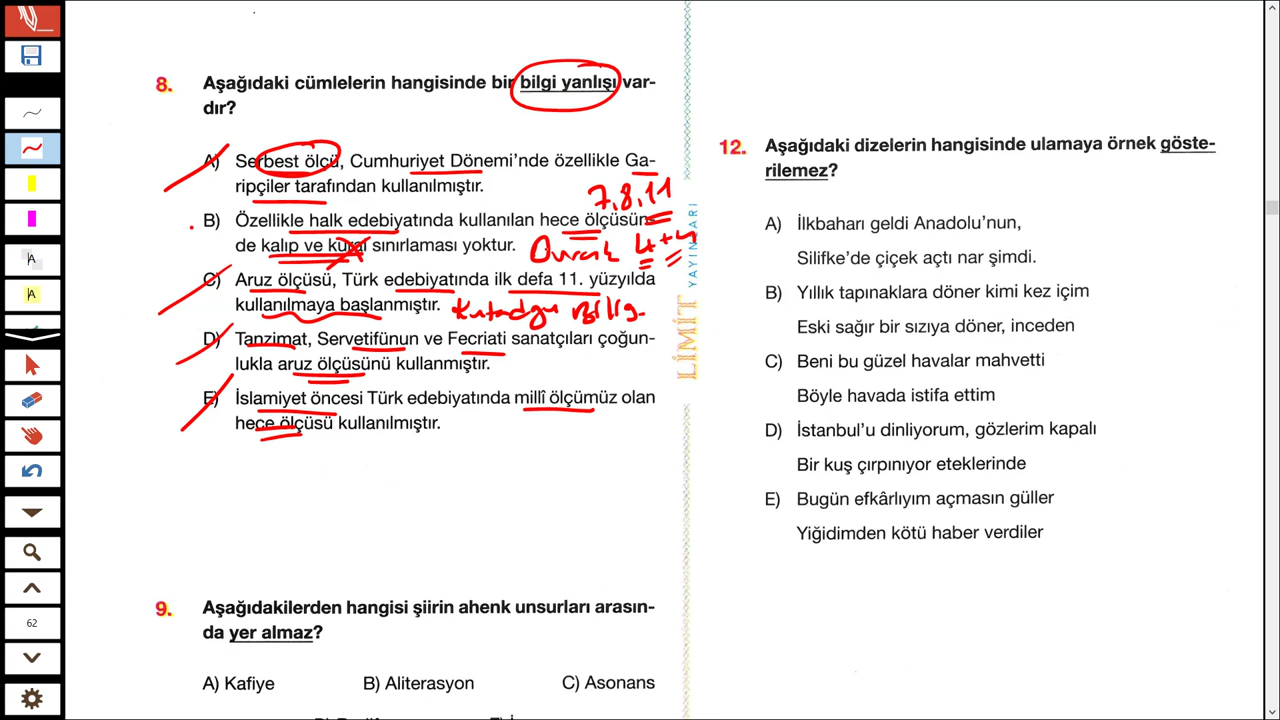 8. Aşağıdaki cümlelerin hangisinde bir bilgi yanlışı var-
dır?
A) Serbest ölçü, Cumhuriyet Dönemi'nde özellikle Ga-
ripçiler tarafından kullanılmıştır.
7,8,11
B) Özellikle halk edebiyatında kullanılan hece ölçüsün-
de kalıp ve kural sınırlaması yoktur.
Durak 4+4
C) Aruz ölçüsü, Türk edebiyatında ilk defa 11. yüzyılda
kullanılmaya başlanmıştır.
Kutadgu Bilig
D) Tanzimat, Servetifünun ve Fecriati sanatçıları çoğun-
lukla aruz ölçüsünü kullanmıştır.
E) İslamiyet öncesi Türk edebiyatında millî ölçümüz olan
hece ölçüsü kullanılmıştır.
9. Aşağıdakilerden hangisi şiirin ahenk unsurları arasın-
da yer almaz?
A) Kafiye B) Aliterasyon C) Asonans
LİMİT YAYINLARI
12. Aşağıdaki dizelerin hangisinde ulamaya örnek göste-
rilemez?
A) İlkbaharı geldi Anadolu'nun,
Silifke'de çiçek açtı nar şimdi.
B) Yıllık tapınaklara döner kimi kez içim
Eski sağır bir sızıya döner, inceden
C) Beni bu güzel havalar mahvetti
Böyle havada istifa ettim
D) İstanbul'u dinliyorum, gözlerim kapalı
Bir kuş çırpınıyor eteklerinde
E) Bugün efkârlıyım açmasın güller
Yiğidimden kötü haber verdiler
A
A
62